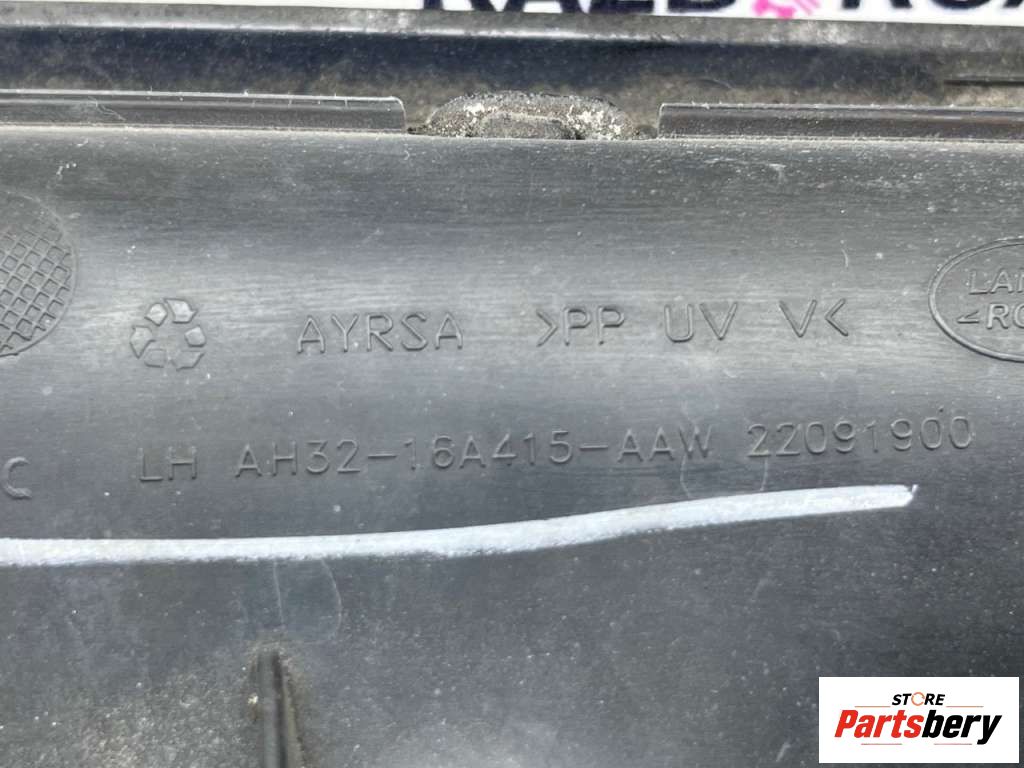 AYRSA >PP UV V<
LH AH32-16A415-AAW 22091900
C
STORE
Partsbery